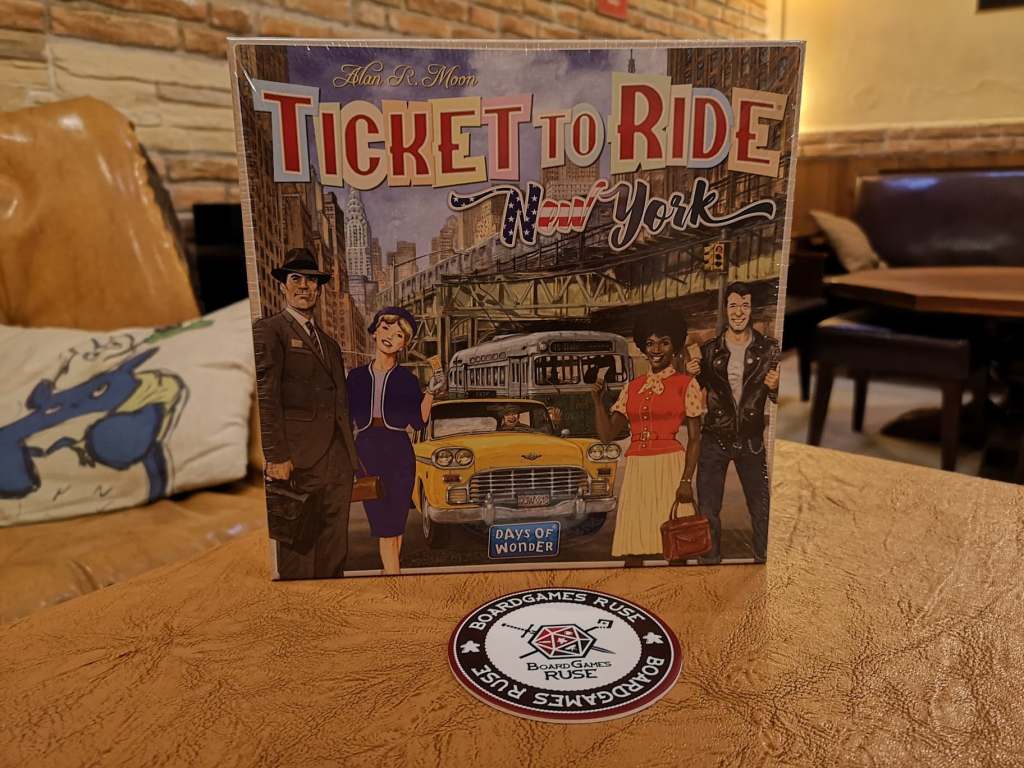 Alan R. Moon
TICKET TO RIDE
New York
DAYS OF
WONDER
BOARDGAMES RUSE
BOARDGAMES
RUSE
BOARDGAMES RUSE